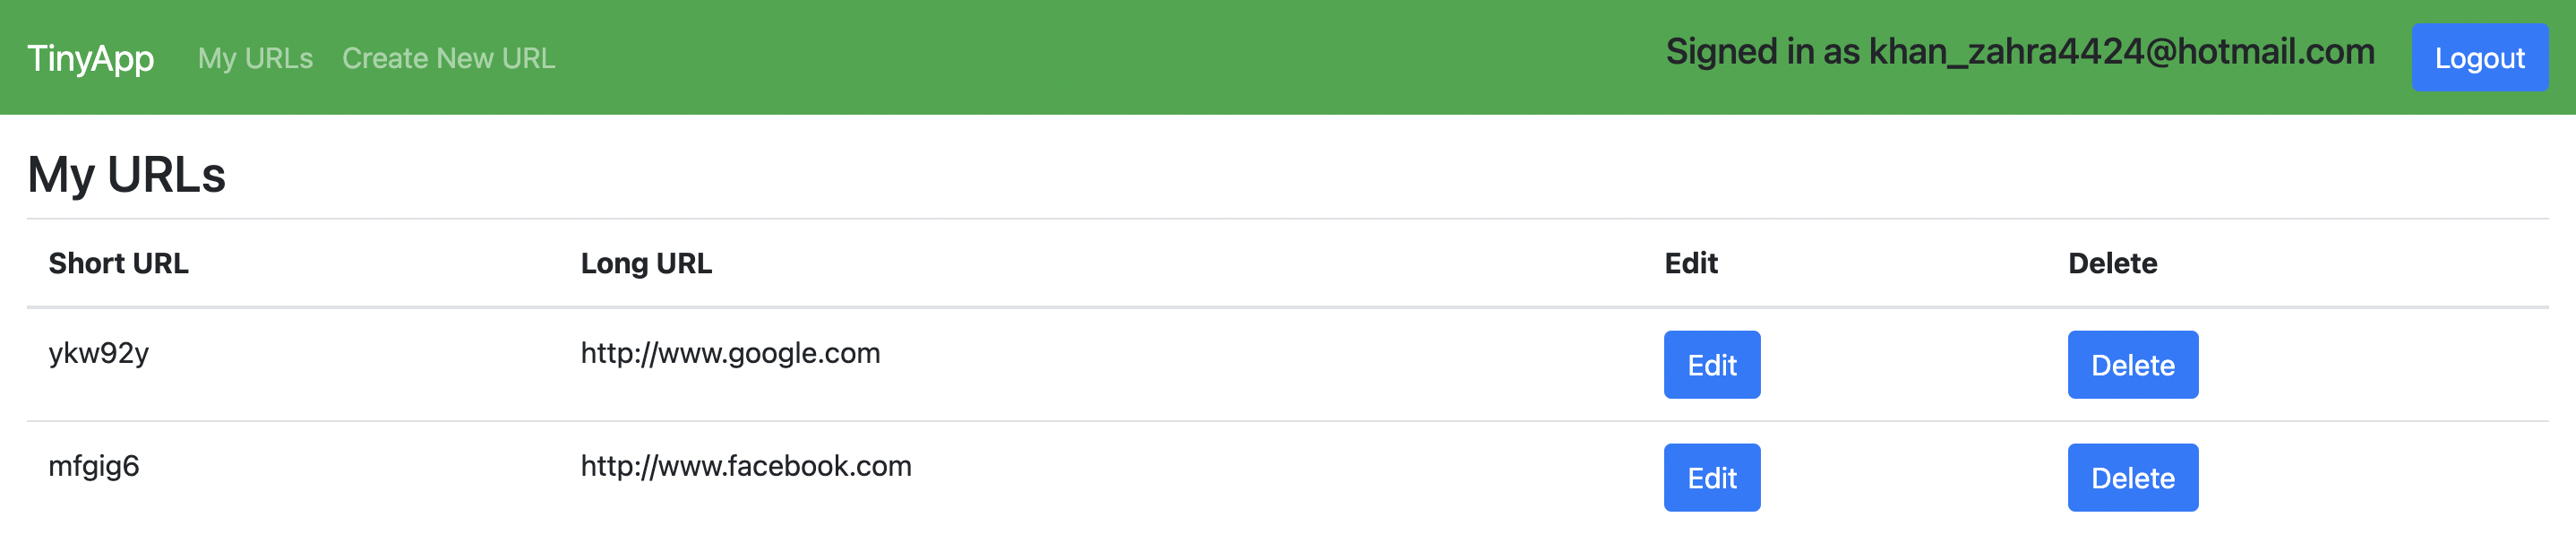 TinyApp My URLs Create New URL Signed in as khan_zahra4424@hotmail.com Logout
My URLs
Short URL Long URL Edit Delete
ykw92y http://www.google.com Edit Delete
mfgig6 http://www.facebook.com Edit Delete